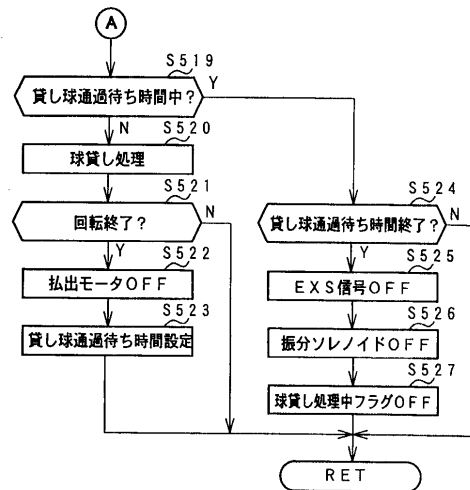 A
S519
貸し球通過待ち時間中?
Y
N
S520
球貸し処理
S521
回転終了?
N
Y
S522
払出モータOFF
S523
貸し球通過待ち時間設定
S524
貸し球通過待ち時間終了?
N
Y
S525
EXS信号OFF
S526
振分ソレノイドOFF
S527
球貸し処理中フラグOFF
RET